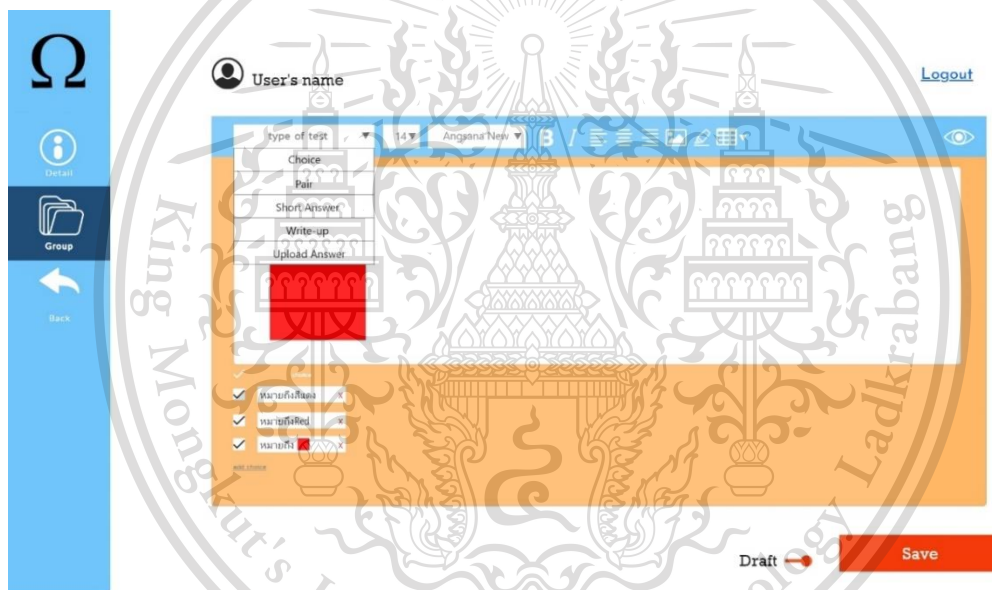 Ω
User's name
Logout
Detail
Group
Back
type of test 14 Angsana New B I
Choice
Pair
Short Answer
Write-up
Upload Answer
choice
หมายถึงสีแดง x
หมายถึงRed x
หมายถึง x
add choice
Draft
Save
King Mongkut's
Ladkrabang